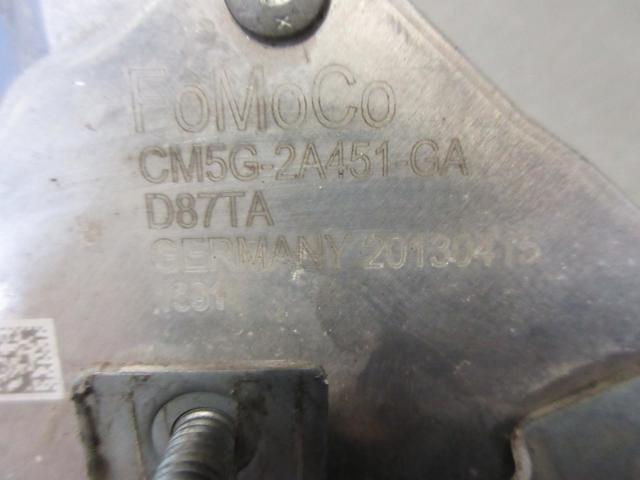 FoMoCo
CM5G-2A451-GA
D87TA
GERMANY 20130415